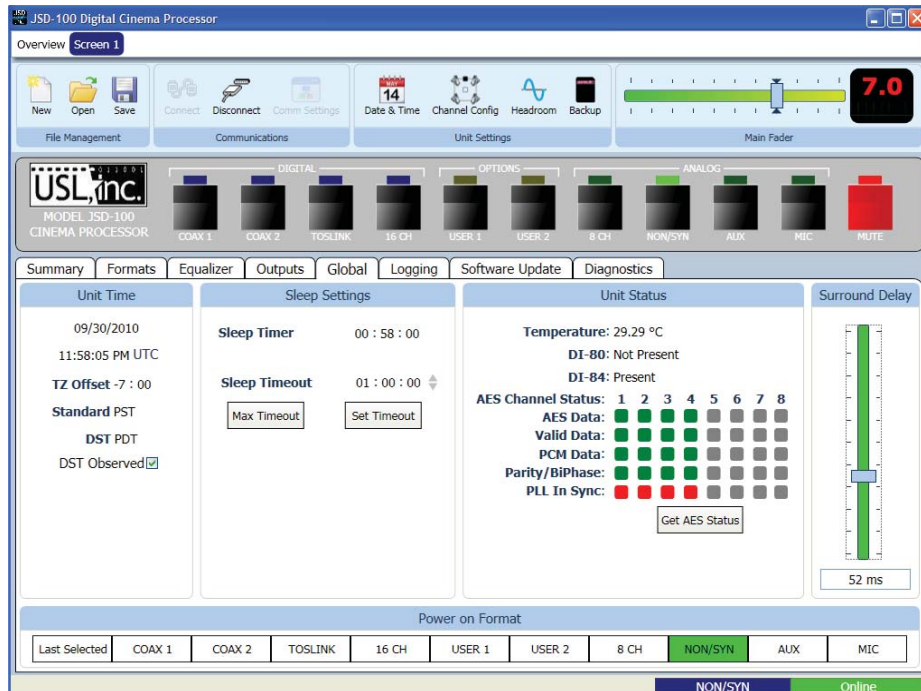 JSD-100 Digital Cinema Processor
Overview Screen 1
New Open Save Connect Disconnect Comm Settings MAY 14 Date & Time Channel Config Headroom Backup 7.0
File Management Communications Unit Settings Main Fader
DIGITAL OPTIONS ANALOG
USL, inc.
MODEL JSD-100
CINEMA PROCESSOR
COAX 1 COAX 2 TOSLINK 16 CH USER 1 USER 2 8 CH NON/SYN AUX MIC MUTE
Summary Formats Equalizer Outputs Global Logging Software Update Diagnostics
Unit Time
09/30/2010
11:58:05 PM UTC
TZ Offset -7 : 00
Standard PST
DST PDT
DST Observed
Sleep Settings
Sleep Timer 00 : 58 : 00
Sleep Timeout 01 : 00 : 00
Max Timeout Set Timeout
Unit Status
Temperature: 29.29 °C
DI-80: Not Present
DI-84: Present
AES Channel Status: 1 2 3 4 5 6 7 8
AES Data:
Valid Data:
PCM Data:
Parity/BiPhase:
PLL In Sync:
Get AES Status
Surround Delay
52 ms
Power on Format
Last Selected COAX 1 COAX 2 TOSLINK 16 CH USER 1 USER 2 8 CH NON/SYN AUX MIC
NON/SYN Online